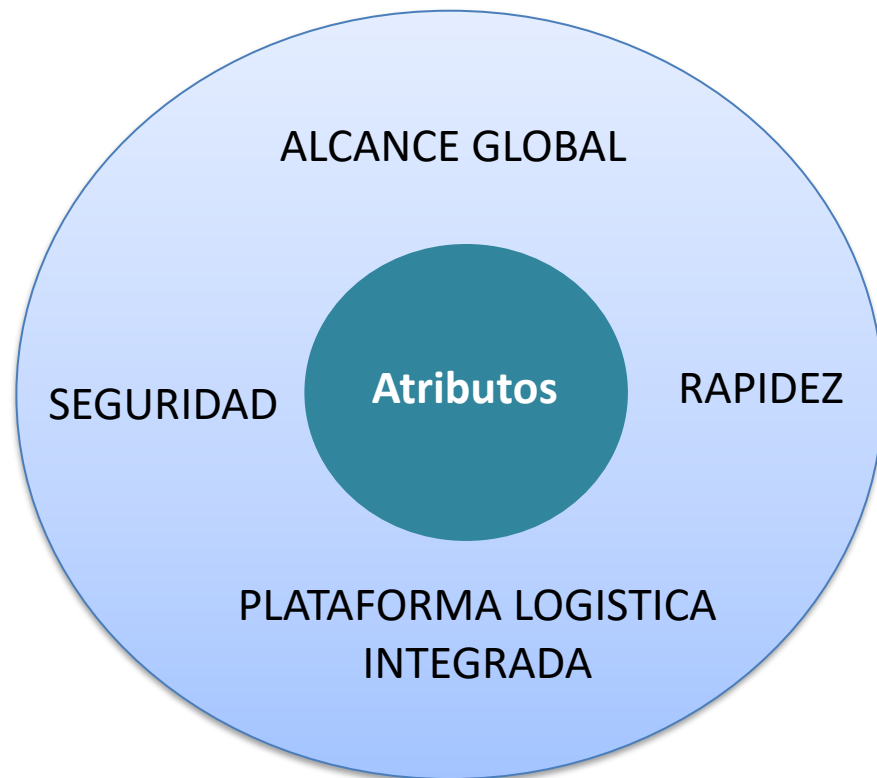 ALCANCE GLOBAL
SEGURIDAD
Atributos
RAPIDEZ
PLATAFORMA LOGISTICA
INTEGRADA